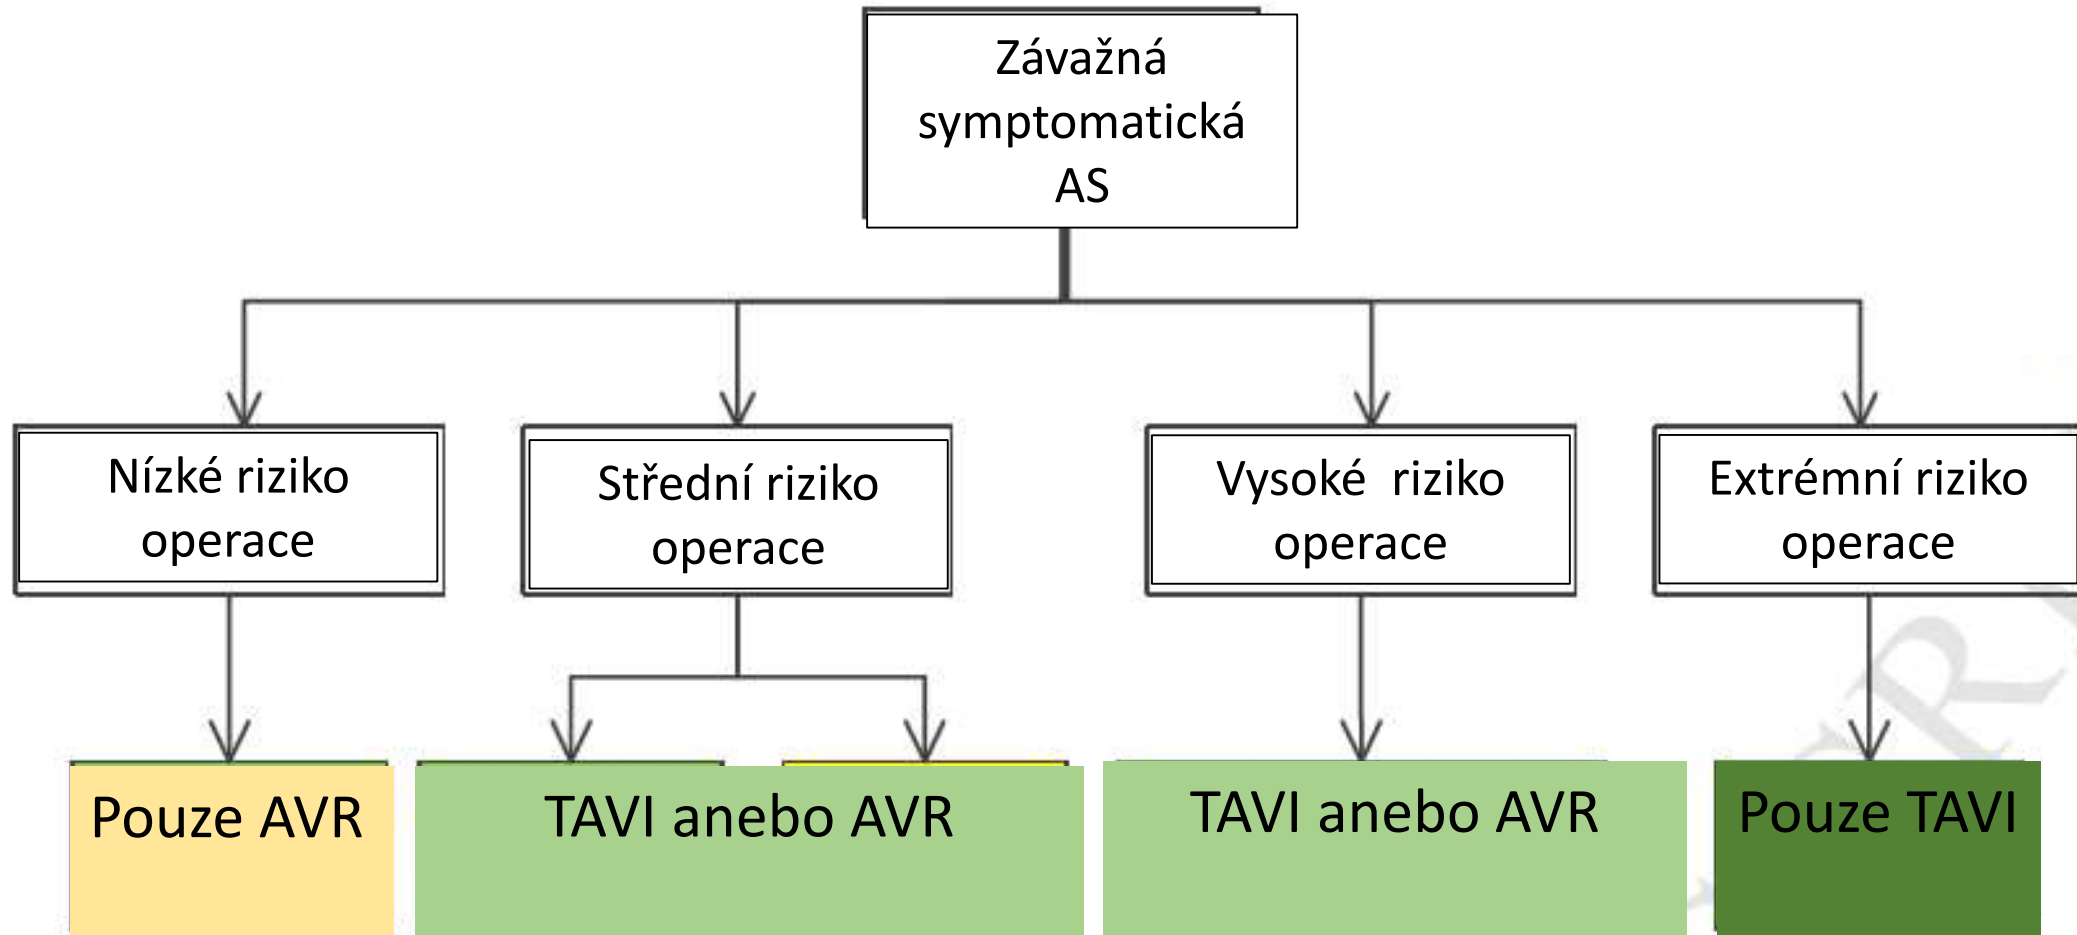 Závažná
symptomatická
AS
Nízké riziko
operace
Střední riziko
operace
Vysoké riziko
operace
Extrémní riziko
operace
Pouze AVR
TAVI anebo AVR
TAVI anebo AVR
Pouze TAVI